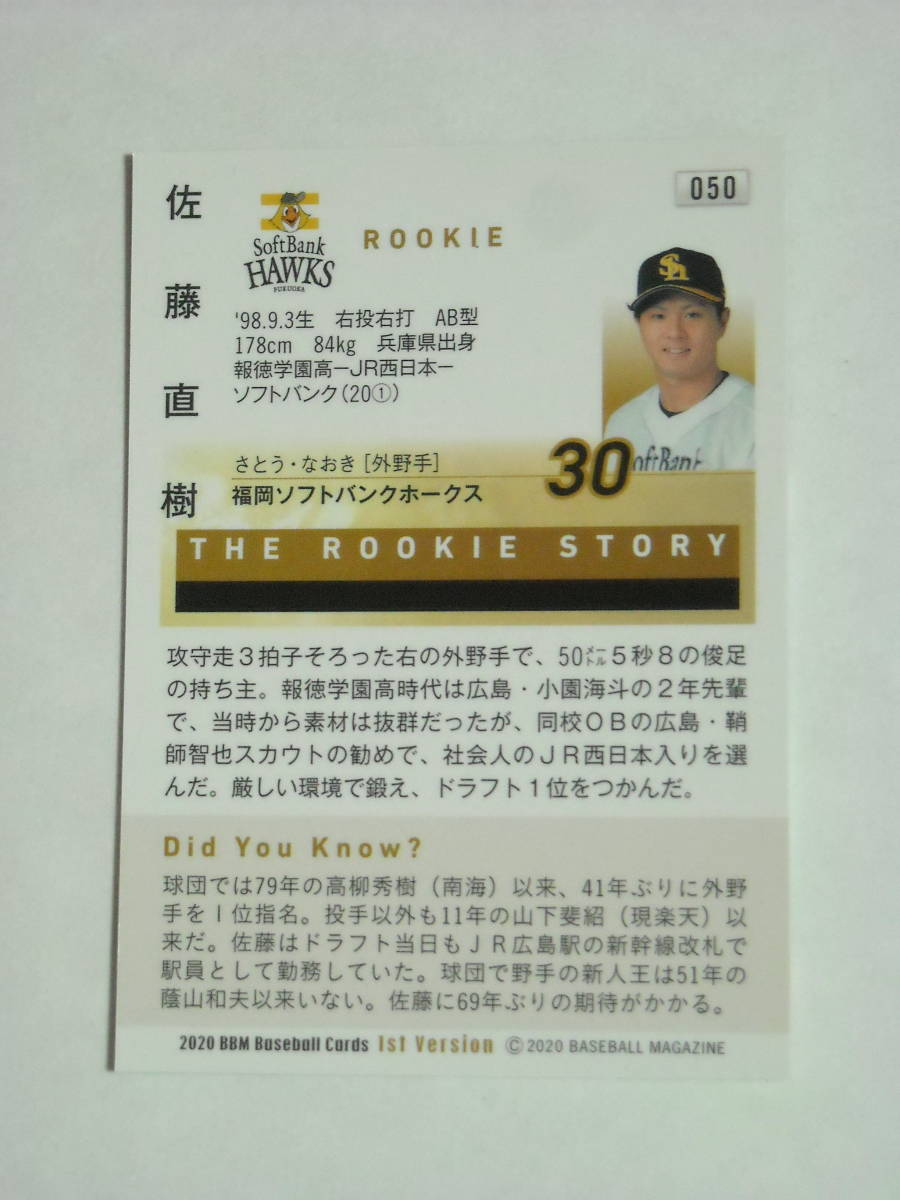 佐藤直樹
SoftBank
HAWKS
FUKUOKA
ROOKIE
050
'98.9.3生 右投右打 AB型
178cm 84kg 兵庫県出身
報徳学園高ーJR西日本ー
ソフトバンク(20①)
さとう・なおき[外野手]
福岡ソフトバンクホークス
30
SH
SoftBank
THE ROOKIE STORY
攻守走3拍子そろった右の外野手で、50㍍5秒8の俊足
の持ち主。報徳学園高時代は広島・小園海斗の2年先輩
で、当時から素材は抜群だったが、同校OBの広島・鞘
師智也スカウトの勧めで、社会人のJR西日本入りを選
んだ。厳しい環境で鍛え、ドラフト1位をつかんだ。
Did You Know?
球団では79年の高柳秀樹(南海)以来、41年ぶりに外野
手を1位指名。投手以外も11年の山下斐紹(現楽天)以
来だ。佐藤はドラフト当日もJR広島駅の新幹線改札で
駅員として勤務していた。球団で野手の新人王は51年の
蔭山和夫以来いない。佐藤に69年ぶりの期待がかかる。
2020 BBM Baseball Cards 1st Version ©2020 BASEBALL MAGAZINE